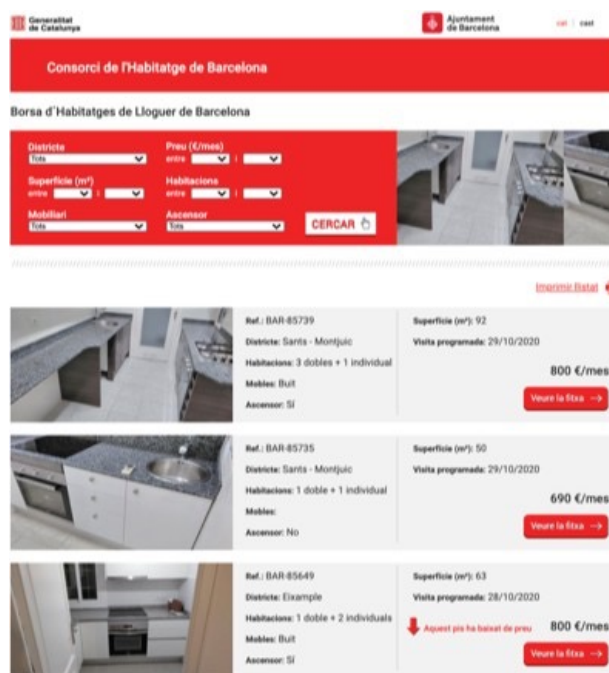 Generalitat
de Catalunya
Ajuntament
de Barcelona
cat | cast
Consorci de l'Habitatge de Barcelona
Borsa d´Habitatges de Lloguer de Barcelona
Districte
Tots
Preu (€/mes)
entre i
Superfície (m²)
entre i
Habitacions
entre i
Mobiliari
Tots
Ascensor
Tots
CERCAR
Imprimir llistat
Ref.: BAR-85739
Districte: Sants - Montjuic
Habitacions: 3 dobles + 1 individual
Mobles: Buit
Ascensor: Sí
Superfície (m²): 92
Visita programada: 29/10/2020
800 €/mes
Veure la fitxa →
Ref.: BAR-85735
Districte: Sants - Montjuic
Habitacions: 1 doble + 1 individual
Mobles:
Ascensor: No
Superfície (m²): 50
Visita programada: 29/10/2020
690 €/mes
Veure la fitxa →
Ref.: BAR-85649
Districte: Eixample
Habitacions: 1 doble + 2 individuals
Mobles: Buit
Ascensor: Sí
Superfície (m²): 63
Visita programada: 28/10/2020
Aquest pis ha baixat de preu
800 €/mes
Veure la fitxa →